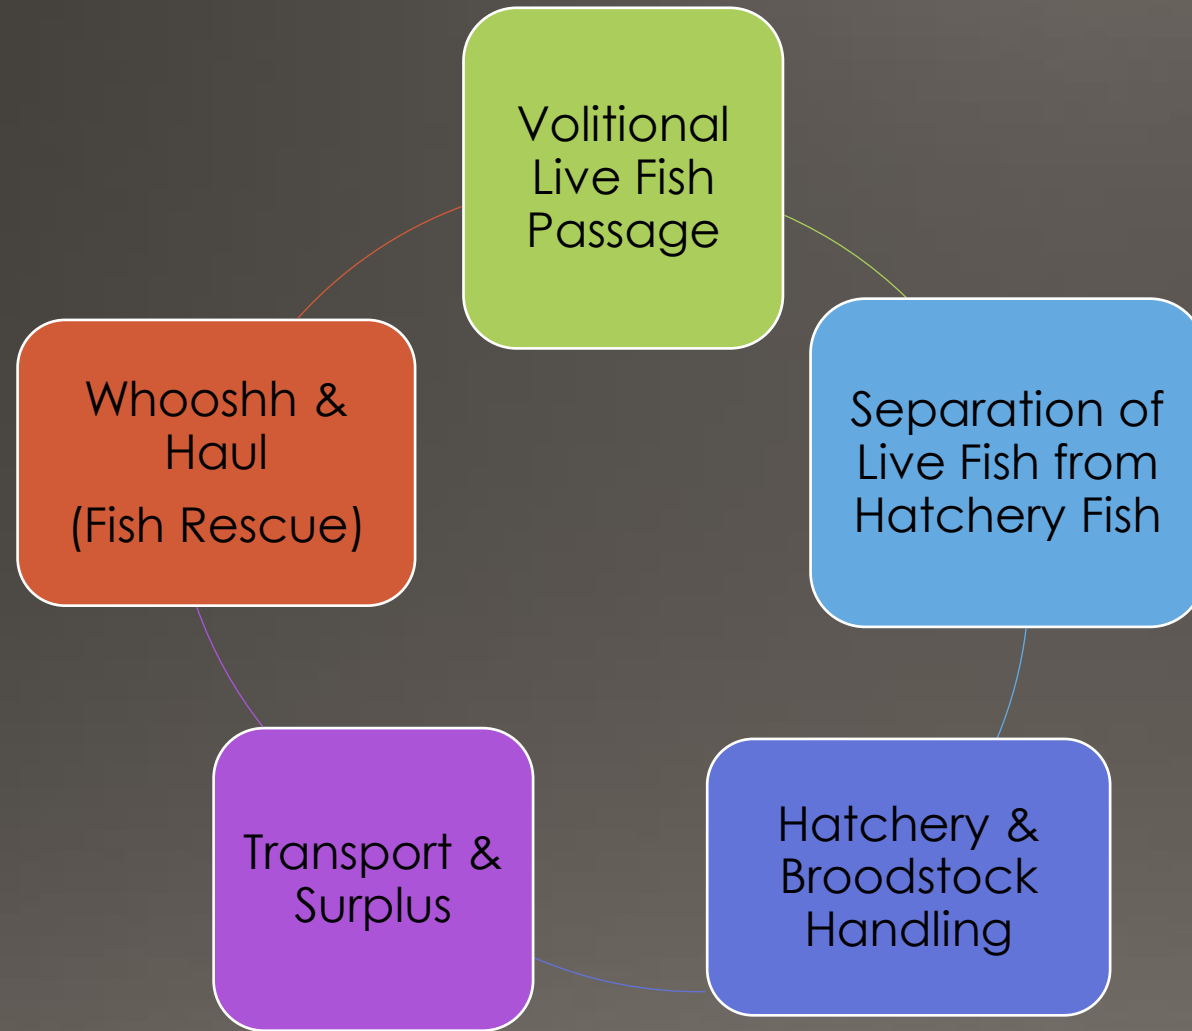 Volitional
Live Fish
Passage
Separation of
Live Fish from
Hatchery Fish
Hatchery &
Broodstock
Handling
Transport &
Surplus
Whooshh &
Haul
(Fish Rescue)